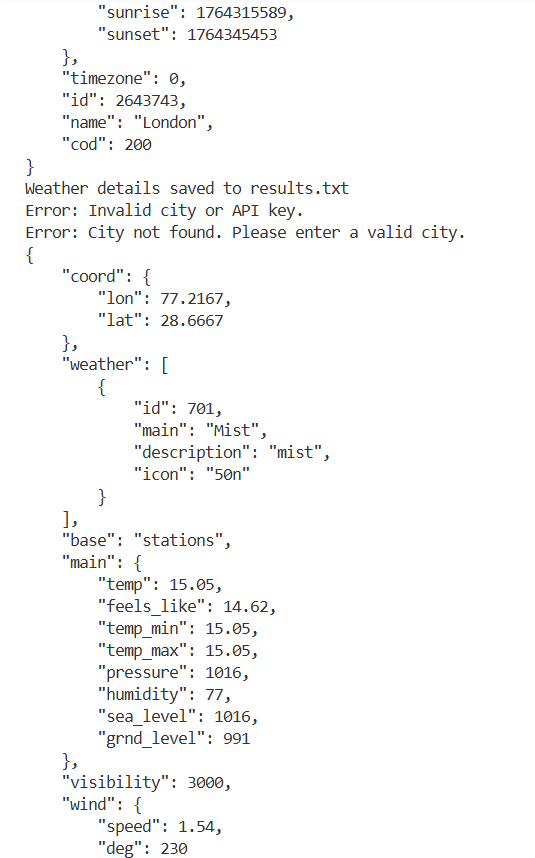 "sunrise": 1764315589,
"sunset": 1764345453
},
"timezone": 0,
"id": 2643743,
"name": "London",
"cod": 200
}
Weather details saved to results.txt
Error: Invalid city or API key.
Error: City not found. Please enter a valid city.
{
"coord": {
"lon": 77.2167,
"lat": 28.6667
},
"weather": [
{
"id": 701,
"main": "Mist",
"description": "mist",
"icon": "50n"
}
],
"base": "stations",
"main": {
"temp": 15.05,
"feels_like": 14.62,
"temp_min": 15.05,
"temp_max": 15.05,
"pressure": 1016,
"humidity": 77,
"sea_level": 1016,
"grnd_level": 991
},
"visibility": 3000,
"wind": {
"speed": 1.54,
"deg": 230